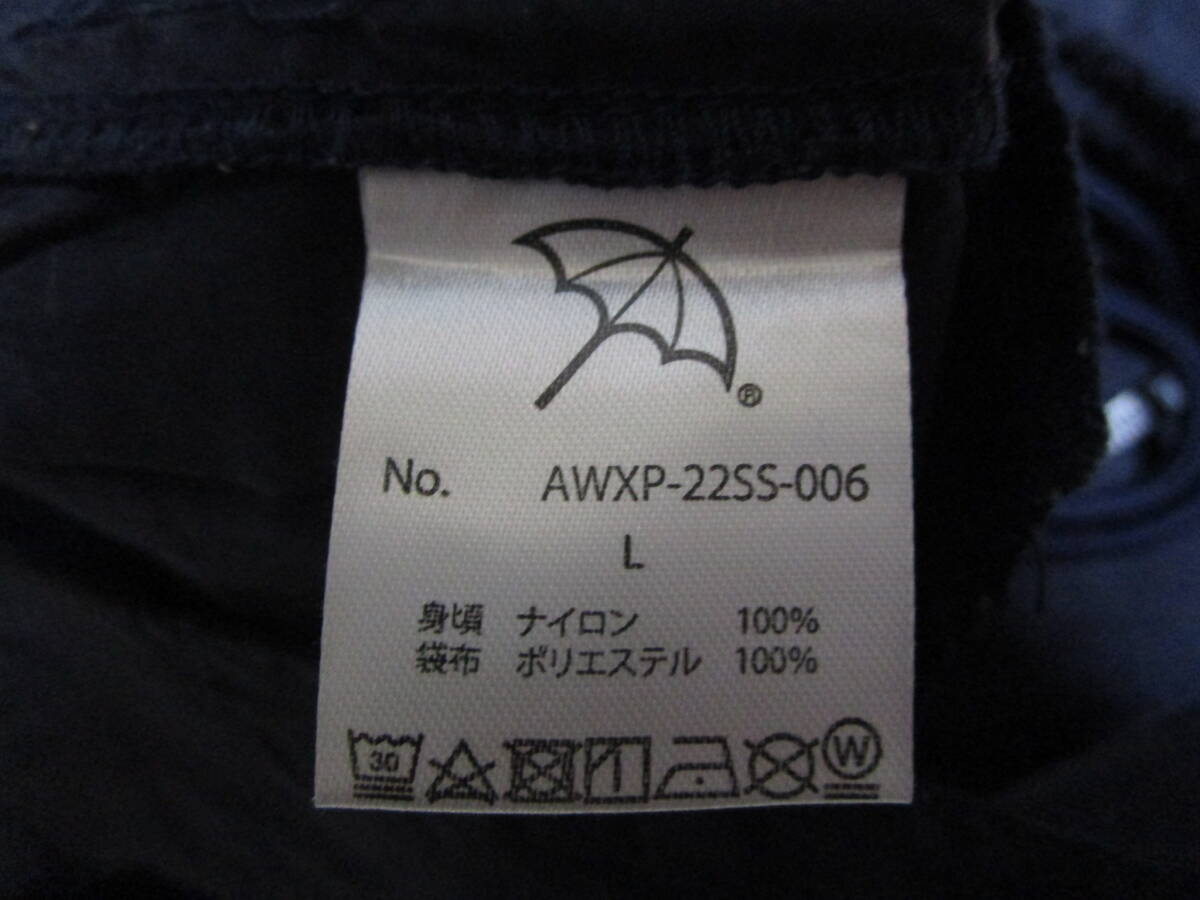 ®
No. AWXP-22SS-006
L
身頃 ナイロン 100%
袋布 ポリエステル 100%
30 W